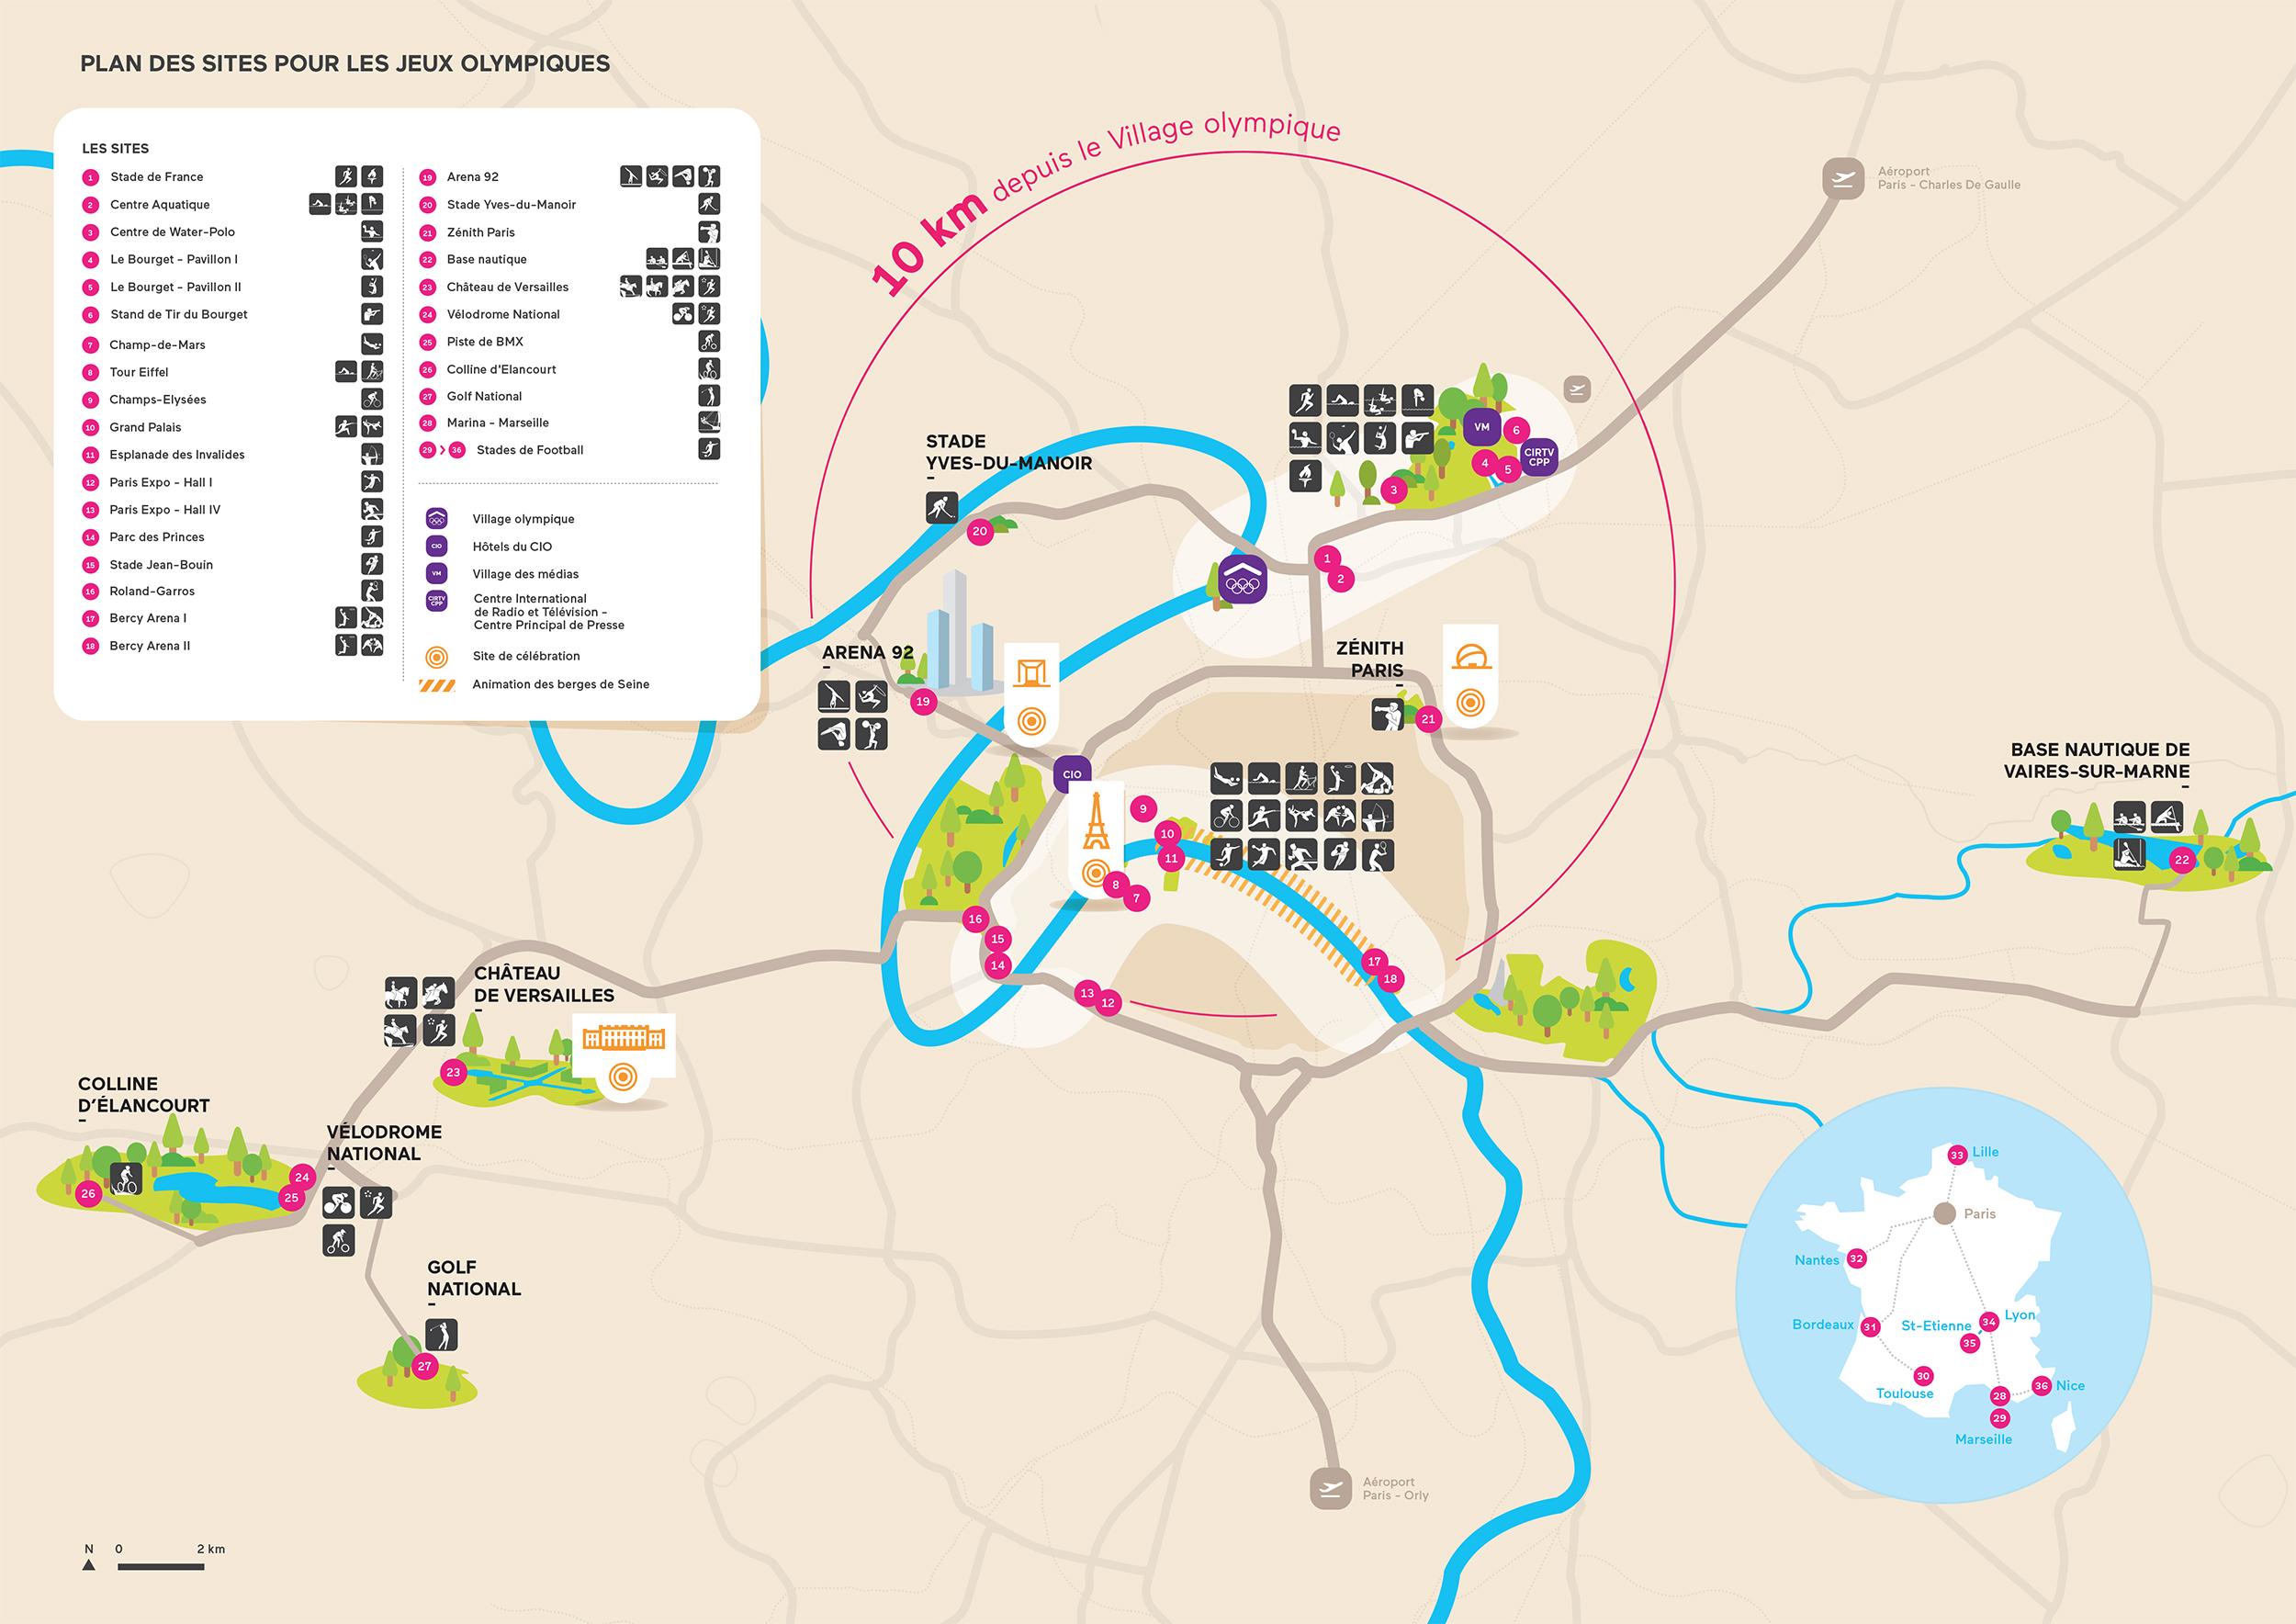 PLAN DES SITES POUR LES JEUX OLYMPIQUES
LES SITES
1 Stade de France
2 Centre Aquatique
3 Centre de Water-Polo
4 Le Bourget - Pavillon I
5 Le Bourget - Pavillon II
6 Stand de Tir du Bourget
7 Champ-de-Mars
8 Tour Eiffel
9 Champs-Elysées
10 Grand Palais
11 Esplanade des Invalides
12 Paris Expo - Hall I
13 Paris Expo - Hall IV
14 Parc des Princes
15 Stade Jean-Bouin
16 Roland-Garros
17 Bercy Arena I
18 Bercy Arena II
19 Arena 92
20 Stade Yves-du-Manoir
21 Zénith Paris
22 Base nautique
23 Château de Versailles
24 Vélodrome National
25 Piste de BMX
26 Colline d'Elancourt
27 Golf National
28 Marina - Marseille
29 > 36 Stades de Football
Village olympique
CIO Hôtels du CIO
VM Village des médias
CIRTV CPP Centre International
de Radio et Télévision -
Centre Principal de Presse
Site de célébration
Animation des berges de Seine
10 km depuis le Village olympique
Aéroport
Paris - Charles De Gaulle
STADE
YVES-DU-MANOIR
20
VM
6
CIRTV
CPP
4
5
3
1
2
ARENA 92
19
ZÉNITH
PARIS
21
CIO
9
10
11
8
7
16
15
14
13
12
17
18
BASE NAUTIQUE DE
VAIRES-SUR-MARNE
22
CHÂTEAU
DE VERSAILLES
23
COLLINE
D'ÉLANCOURT
26
VÉLODROME
NATIONAL
24
25
GOLF
NATIONAL
27
33 Lille
Paris
Nantes 32
Bordeaux 31
St-Etienne
34 Lyon
35
30
Toulouse
28
36 Nice
29
Marseille
Aéroport
Paris - Orly
N 0 2 km